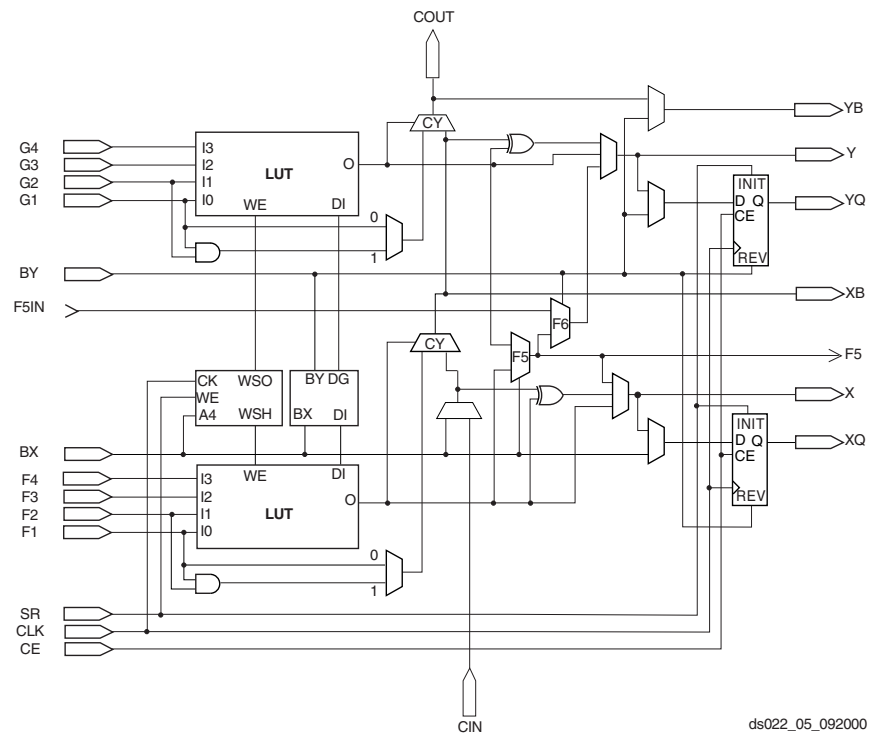 COUT
YB
CY
G4
G3
G2
G1
I3
I2
I1
I0
LUT
O
WE
DI
Y
INIT
D Q
CE
REV
YQ
0
1
BY
XB
F5IN
F6
CY
F5
F5
CK
WE
A4
WSO
WSH
BY DG
BX
DI
X
INIT
D Q
CE
REV
XQ
BX
F4
F3
F2
F1
WE
DI
I3
I2
I1
I0
LUT
O
0
1
SR
CLK
CE
CIN
ds022_05_092000